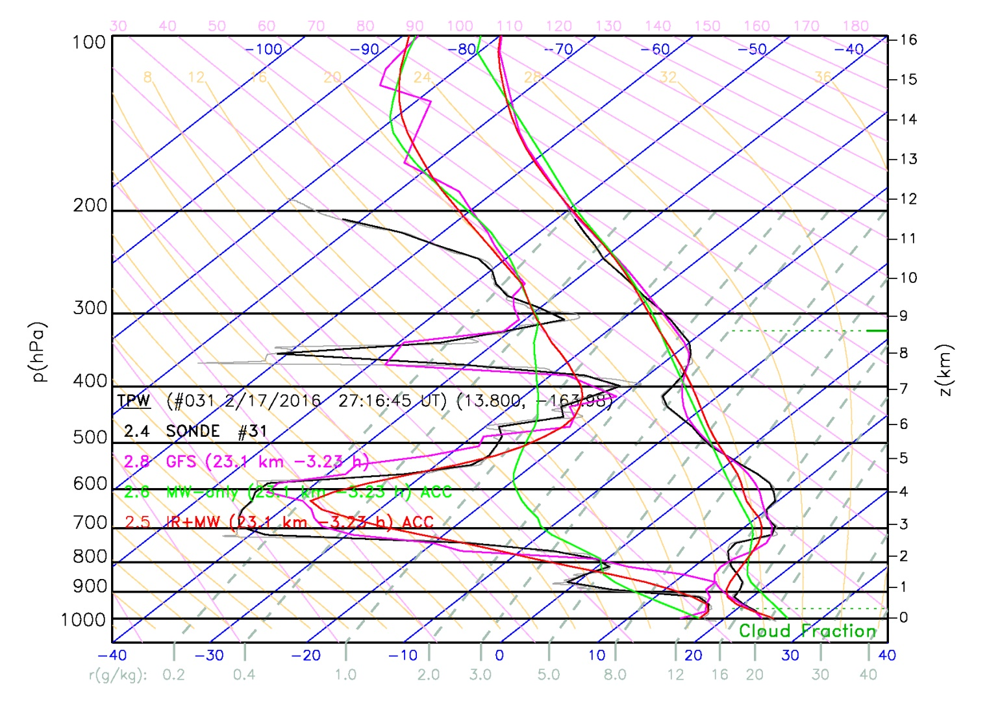 30 40 50 60 70 80 90 100 110 120 130 140 150 160 170 180
100 −100 −90 −80 −70 −60 −50 −40 16
8 12 16 20 24 28 32 36 15
14
13
200 12
11
10
300 9
8
p(hPa) z(km)
400 7
TPW (#031 2/17/2016 27:16:45 UT) (13.800, −163.98)
2.4 SONDE #31 6
500
2.8 GFS (23.1 km −3.23 h) 5
600
MW−only (23.1 km −3.23 h) ACC 4
700 2.5 IR+MW (23.1 km −3.23 h) ACC 3
800 2
900 1
1000 0
Cloud Fraction
−40 −30 −20 −10 0 10 20 30 40
r(g/kg): 0.2 0.4 1.0 2.0 3.0 5.0 8.0 12 16 20 30 40